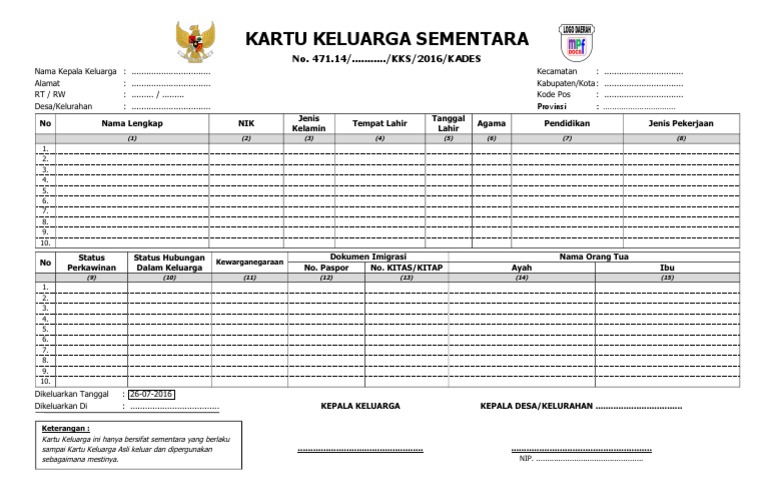 KARTU KELUARGA SEMENTARA
LOGO DAERAH
MPf
DOCS
No. 471.14/.........../KKS/2016/KADES
Nama Kepala Keluarga : ................................
Kecamatan : ................................
Alamat : ................................
Kabupaten/Kota : ................................
RT / RW : ......... / .........
Kode Pos : ................................
Desa/Kelurahan : ................................
Provinsi : ................................
No Nama Lengkap NIK Jenis Kelamin Tempat Lahir Tanggal Lahir Agama Pendidikan Jenis Pekerjaan
(1) (2) (3) (4) (5) (6) (7) (8)
1.
2.
3.
4.
5.
6.
7.
8.
9.
10.
No Status Perkawinan Status Hubungan Dalam Keluarga Kewarganegaraan Dokumen Imigrasi Nama Orang Tua
No. Paspor No. KITAS/KITAP Ayah Ibu
(9) (10) (11) (12) (13) (14) (15)
1.
2.
3.
4.
5.
6.
7.
8.
9.
10.
Dikeluarkan Tanggal : 26-07-2016
Dikeluarkan Di : ....................................
KEPALA KELUARGA
KEPALA DESA/KELURAHAN ..................................
Keterangan :
Kartu Keluarga ini hanya bersifat sementara yang berlaku
sampai Kartu Keluarga Asli keluar dan dipergunakan
sebagaimana mestinya.
NIP. ............................................